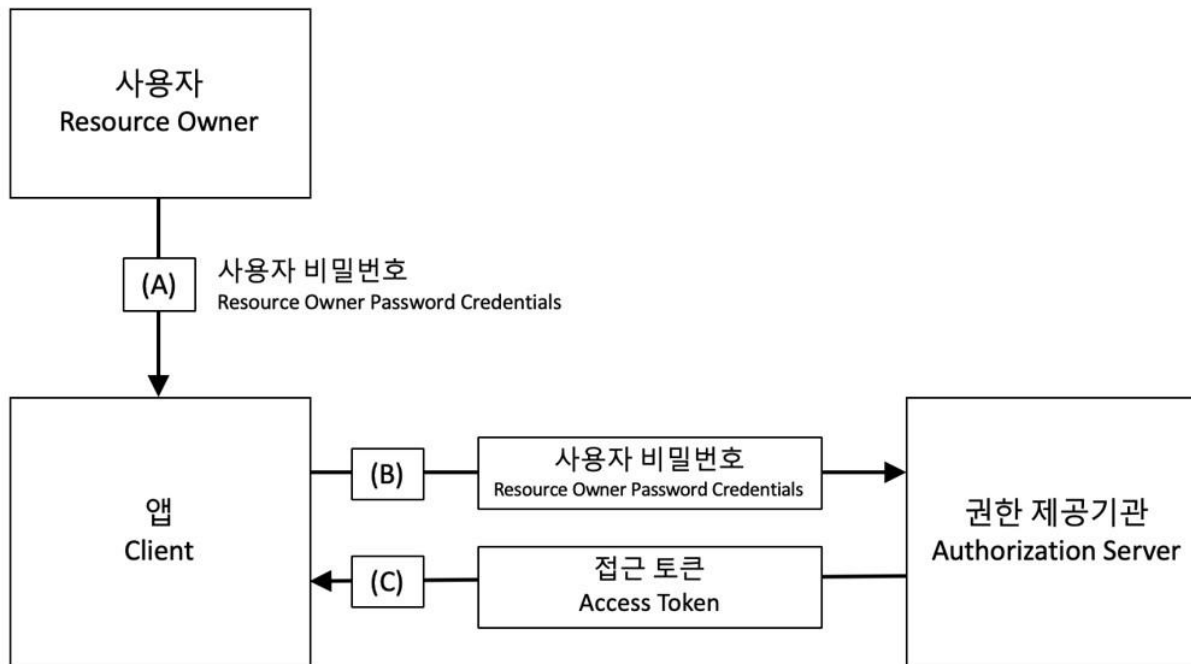 사용자
Resource Owner
(A)
사용자 비밀번호
Resource Owner Password Credentials
앱
Client
(B)
사용자 비밀번호
Resource Owner Password Credentials
(C)
접근 토큰
Access Token
권한 제공기관
Authorization Server